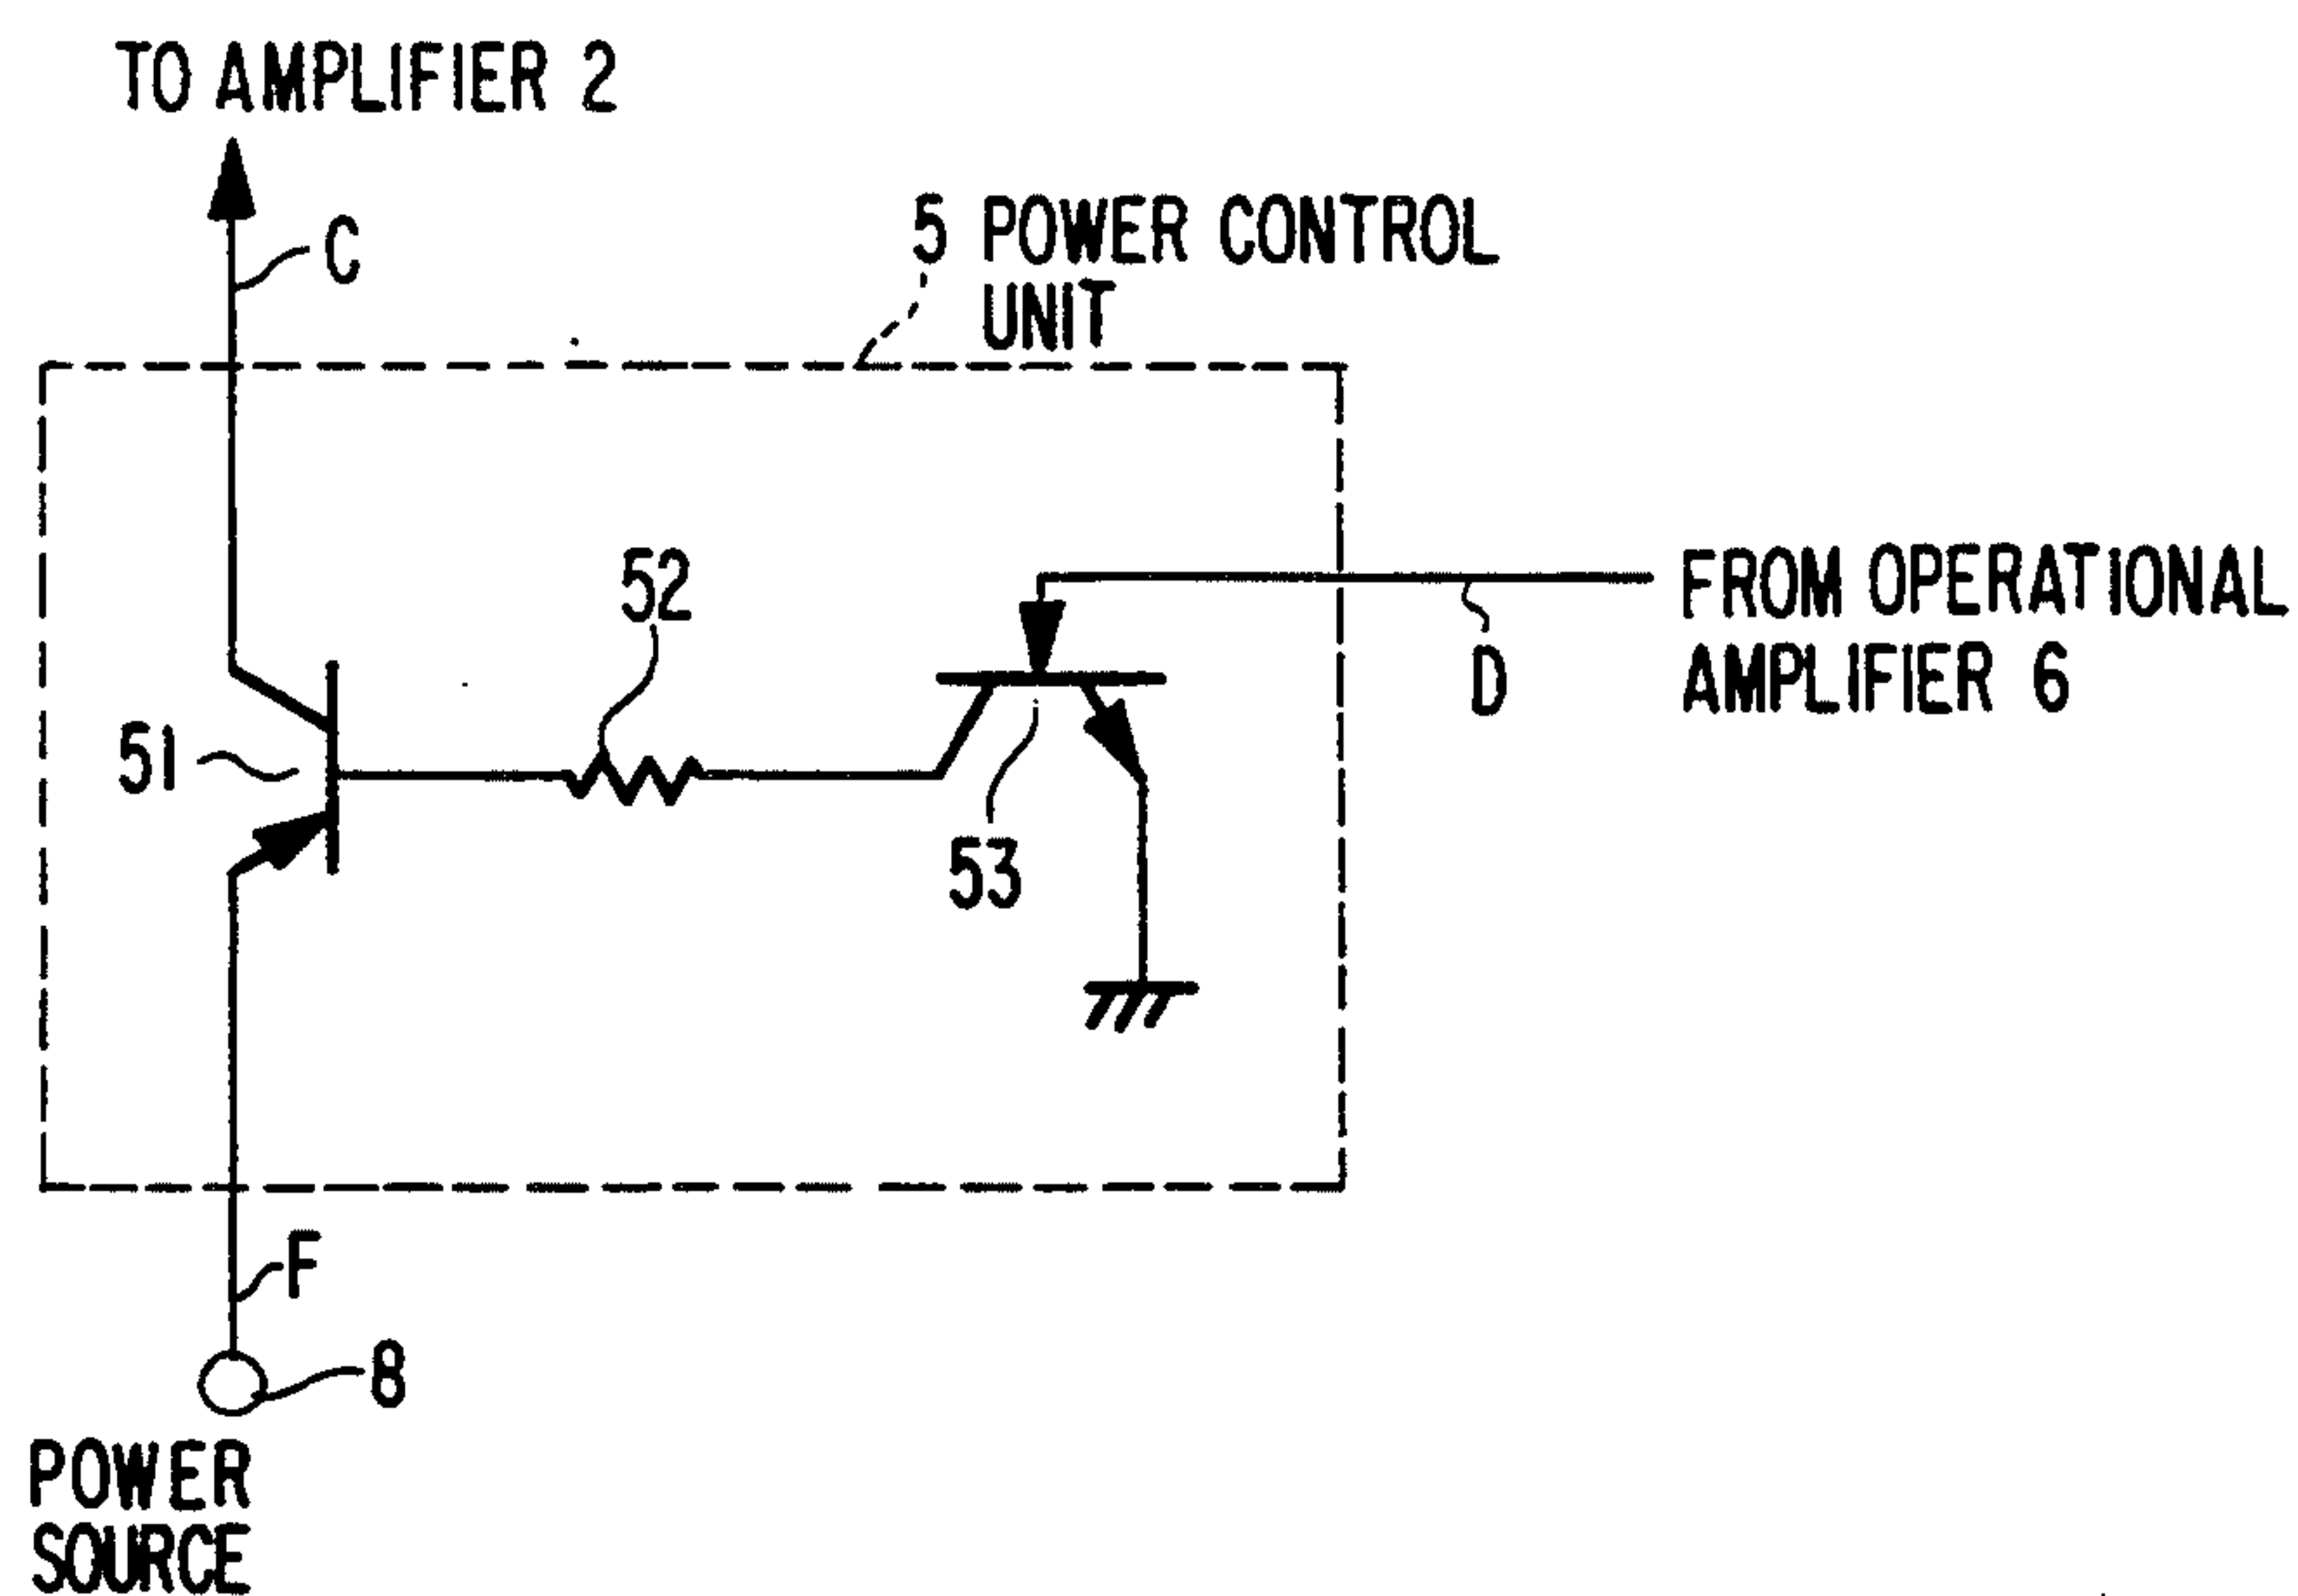 TO AMPLIFIER 2
C
5 POWER CONTROL
UNIT
52
FROM OPERATIONAL
AMPLIFIER 6
D
51
53
F
8
POWER
SOURCE